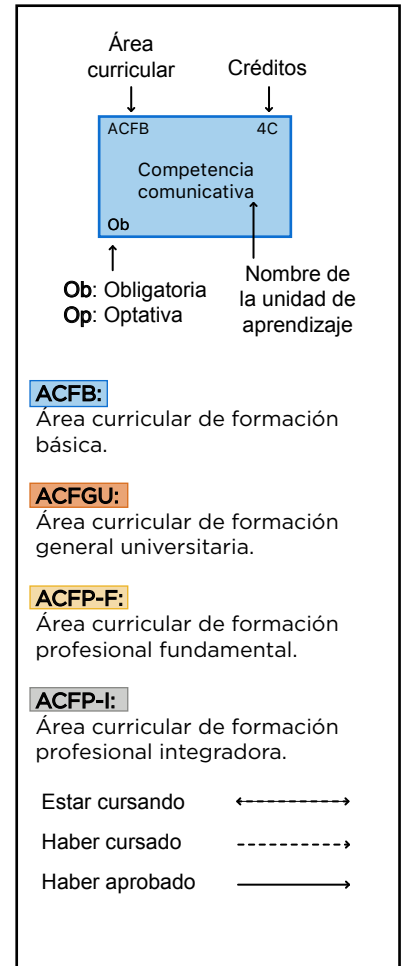 Área
curricular
Créditos
ACFB 4C
Competencia
comunicativa
Ob
Ob: Obligatoria
Op: Optativa
Nombre de
la unidad de
aprendizaje
ACFB:
Área curricular de formación
básica.
ACFGU:
Área curricular de formación
general universitaria.
ACFP-F:
Área curricular de formación
profesional fundamental.
ACFP-I:
Área curricular de formación
profesional integradora.
Estar cursando
Haber cursado
Haber aprobado